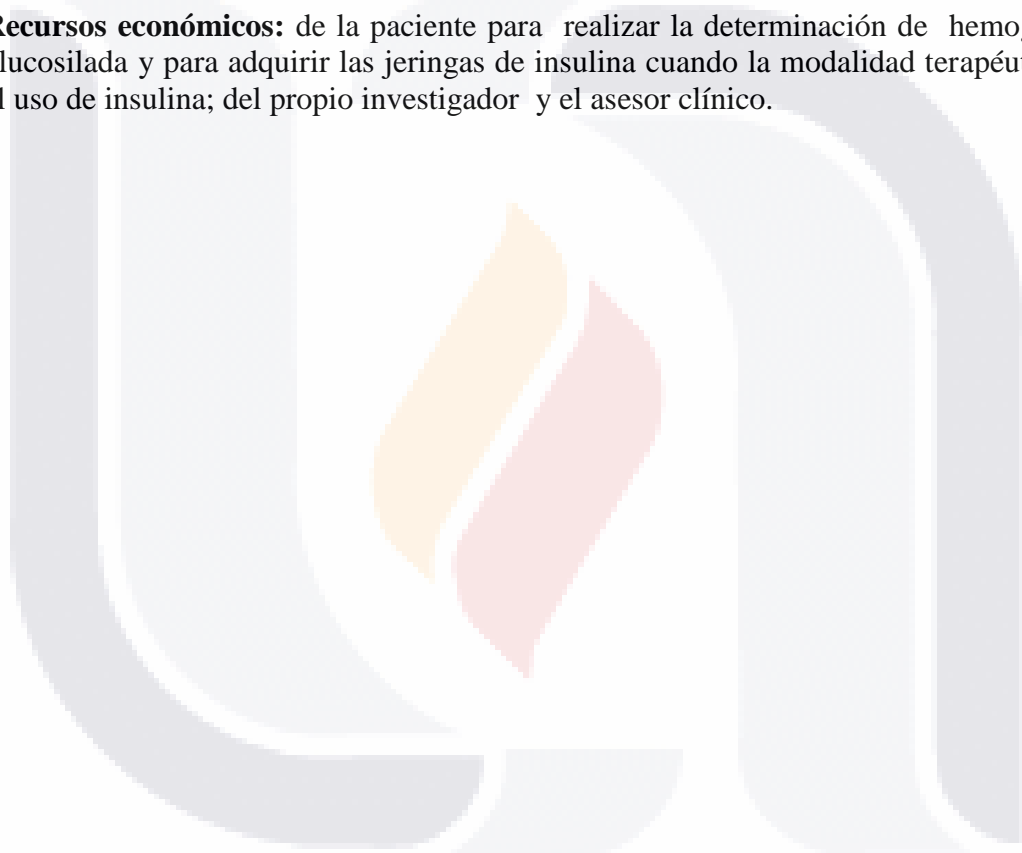 Recursos económicos: de la paciente para realizar la determinación de hemog
lucosilada y para adquirir las jeringas de insulina cuando la modalidad terapéut
l uso de insulina; del propio investigador y el asesor clínico.